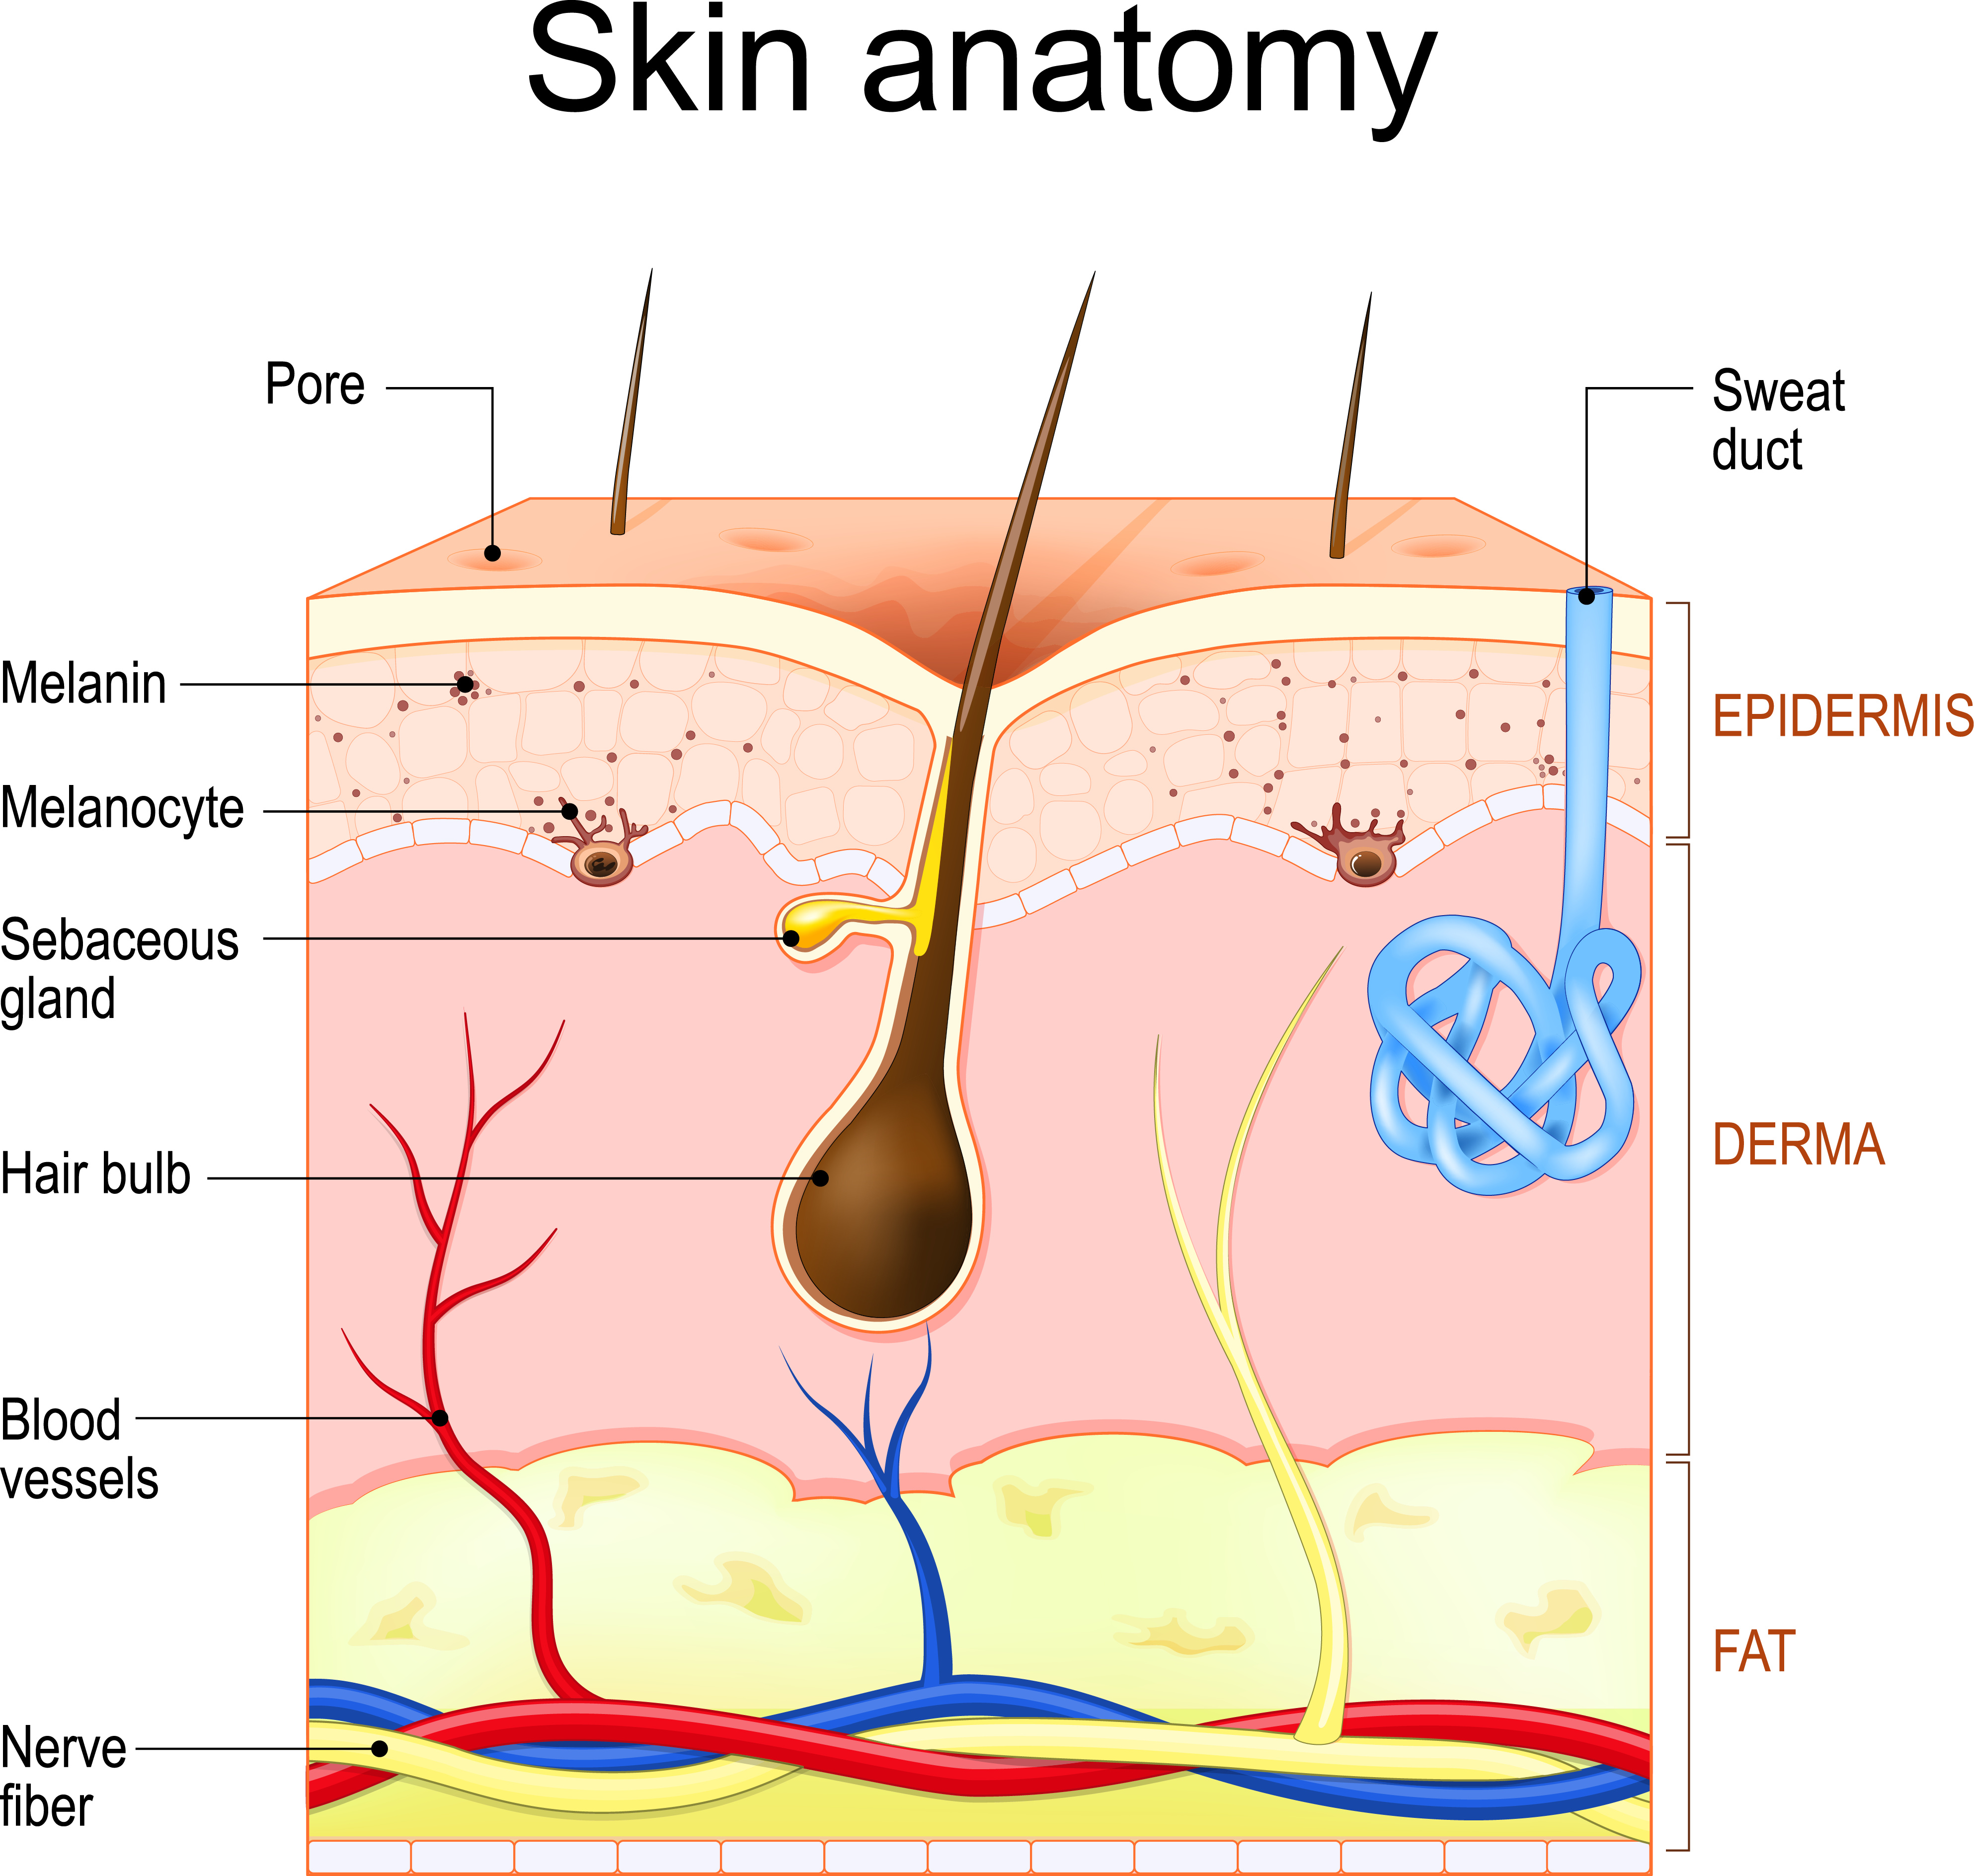 Skin anatomy
Pore
Sweat
duct
Melanin
EPIDERMIS
Melanocyte
Sebaceous
gland
DERMA
Hair bulb
Blood
vessels
FAT
Nerve
fiber